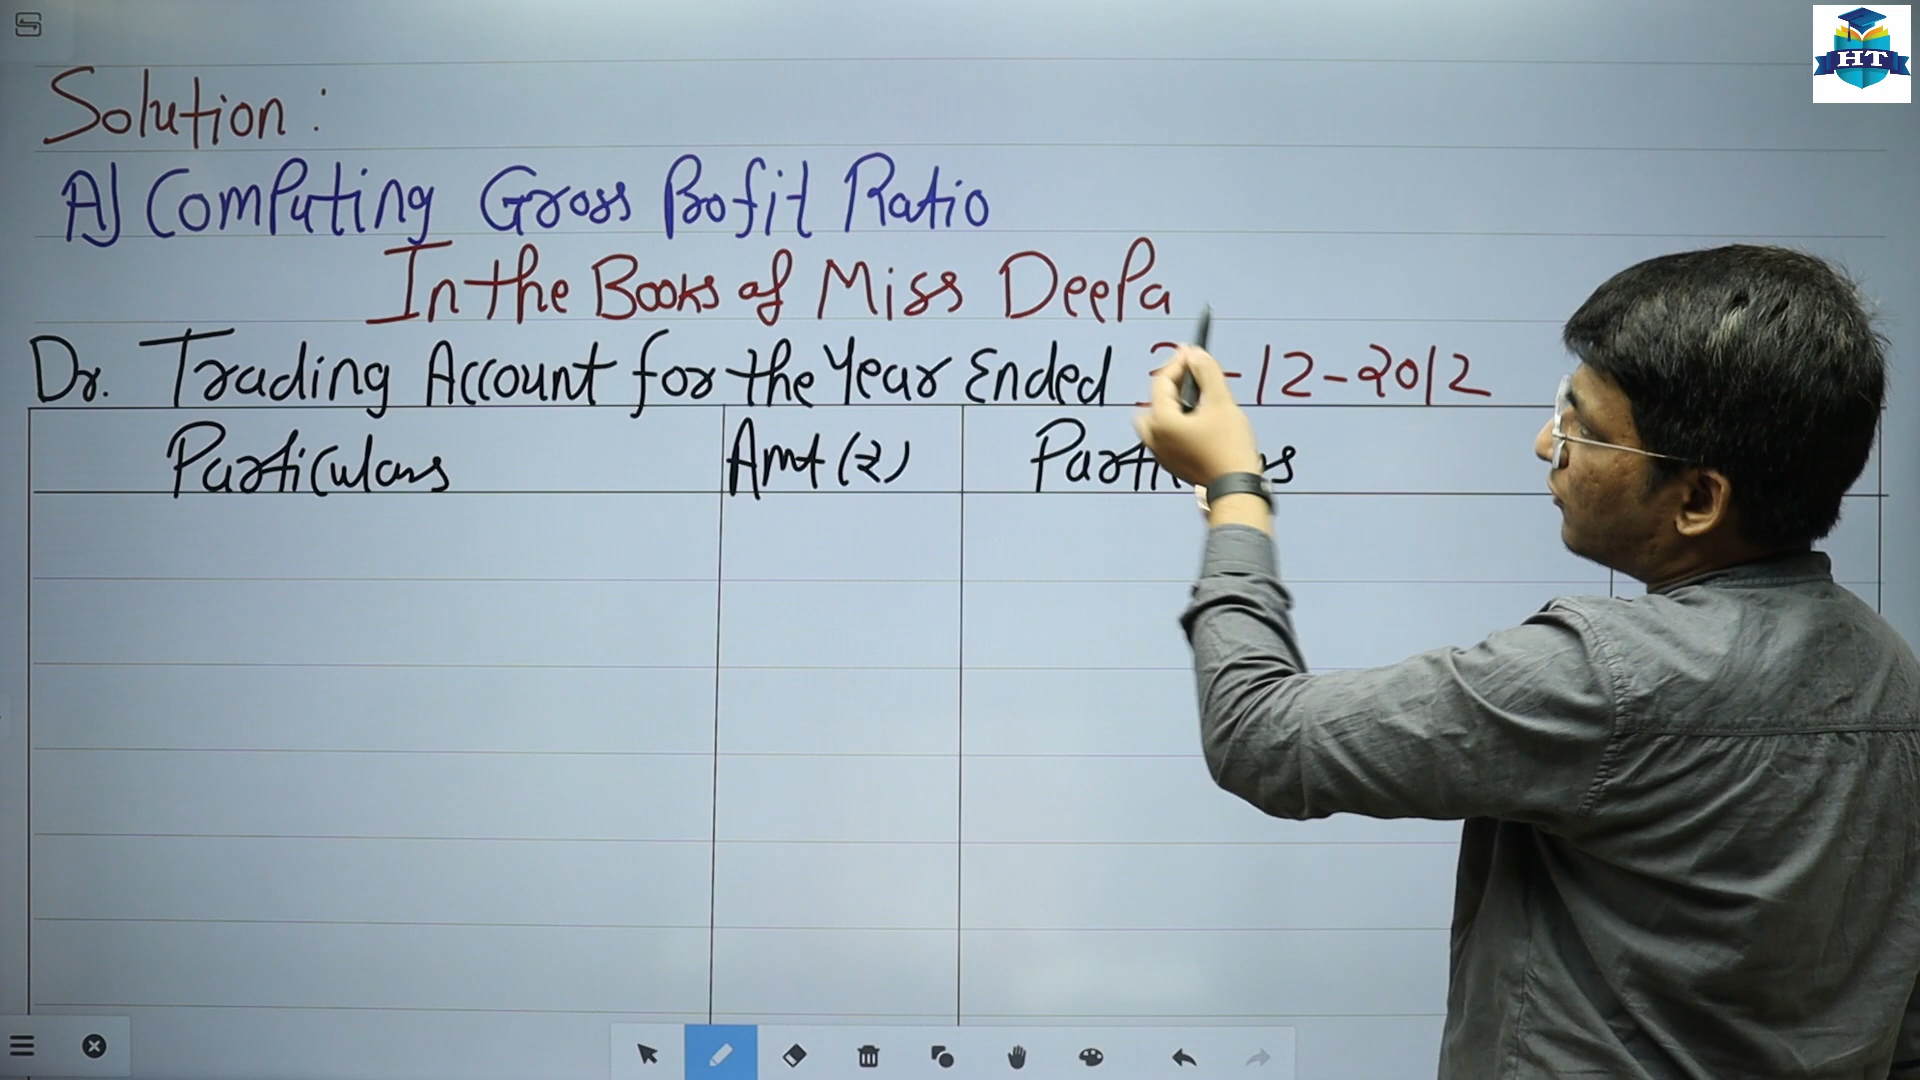 HT
Solution :
A) Computing Gross Profit Ratio
In the Books of Miss Deepa
Dr. Trading Account for the Year Ended -12-2012
Particulars Amt (₹)